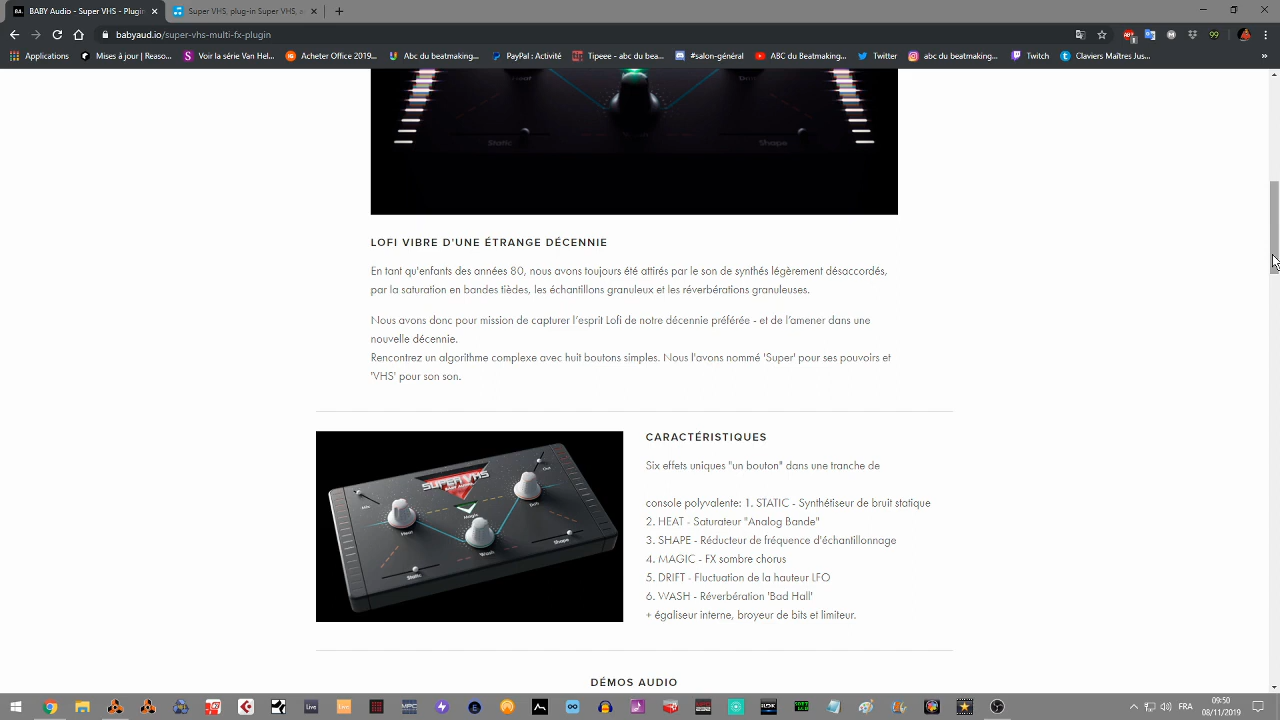 BABY Audio - Super VHS - Plugin
Super VHS, plug-in Super VHS,
babyaud.io/super-vhs-multi-fx-plugin
99
Applications
Mises à jour | Reap...
Voir la série Van Hel...
Acheter Office 2019...
Abc du beatmaking...
PayPal : Activité
Tipeee - abc du bea...
#salon-général
ABC du beatmaking...
Twitter
abc du beatmaking...
Twitch
Claviers Maîtres Jus...
Static
Shape
LOFI VIBRE D'UNE ÉTRANGE DÉCENNIE
En tant qu'enfants des années 80, nous avons toujours été attirés par le son de synthés légèrement désaccordés,
par la saturation en bandes tièdes, les échantillons granuleux et les réverbérations granuleuses.
Nous avons donc pour mission de capturer l'esprit Lofi de notre décennie préférée - et de l'amener dans une
nouvelle décennie.
Rencontrez un algorithme complexe avec huit boutons simples. Nous l'avons nommé 'Super' pour ses pouvoirs et
'VHS' pour son son.
SUPER VHS
Out
Heat
Magic
Drift
Wash
Shape
Static
CARACTÉRISTIQUES
Six effets uniques "un bouton" dans une tranche de
console polyvalente: 1. STATIC - Synthétiseur de bruit statique
2. HEAT - Saturateur "Analog Bande"
3. SHAPE - Réducteur de fréquence d'échantillonnage
4. MAGIC - FX sombre chorus
5. DRIFT - Fluctuation de la hauteur LFO
6. WASH - Réverbération 'Bad Hall'
+ égaliseur interne, broyeur de bits et limiteur.
DÉMOS AUDIO
Live
Live
MPC
FRA
09:50
08/11/2019